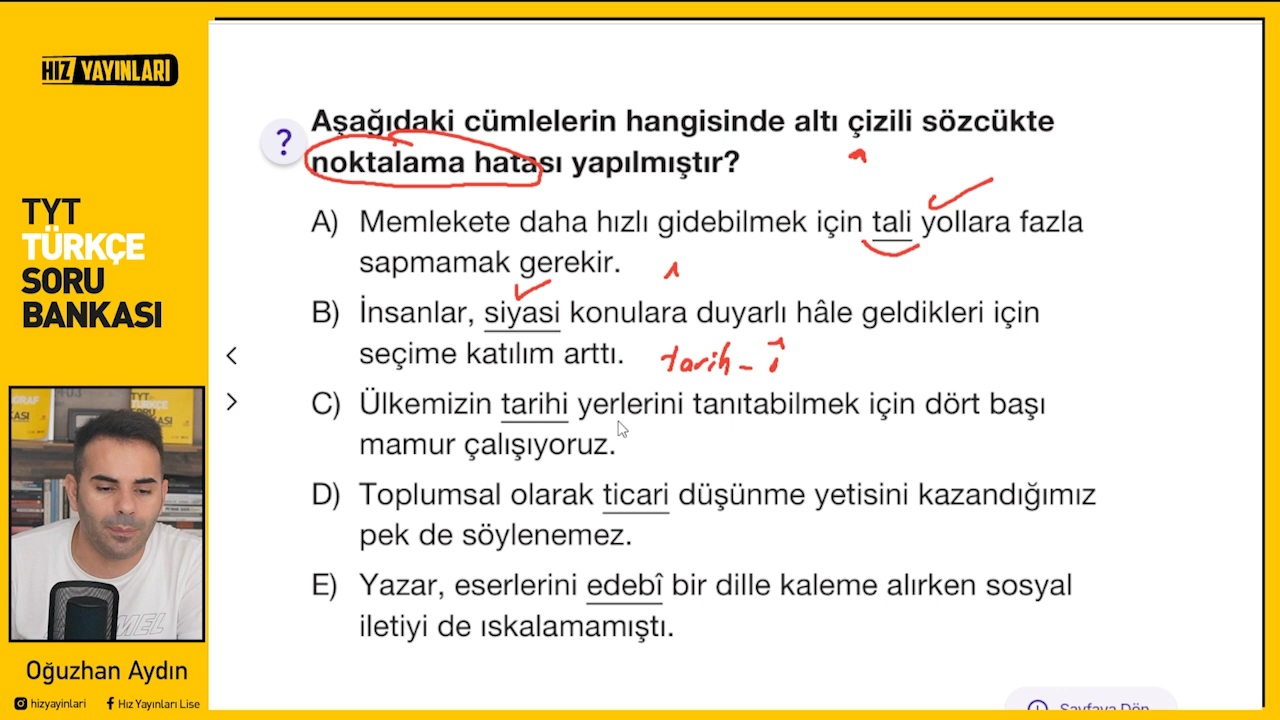 HIZ YAYINLARI
TYT
TÜRKÇE
SORU
BANKASI
Aşağıdaki cümlelerin hangisinde altı çizili sözcükte
noktalama hatası yapılmıştır?
A) Memlekete daha hızlı gidebilmek için tali yollara fazla
sapmamak gerekir.
B) İnsanlar, siyasi konulara duyarlı hâle geldikleri için
seçime katılım arttı.
tarih - î
C) Ülkemizin tarihi yerlerini tanıtabilmek için dört başı
mamur çalışıyoruz.
D) Toplumsal olarak ticari düşünme yetisini kazandığımız
pek de söylenemez.
E) Yazar, eserlerini edebî bir dille kaleme alırken sosyal
iletiyi de ıskalamamıştı.
Oğuzhan Aydın
hizyayinlari
Hız Yayınları Lise